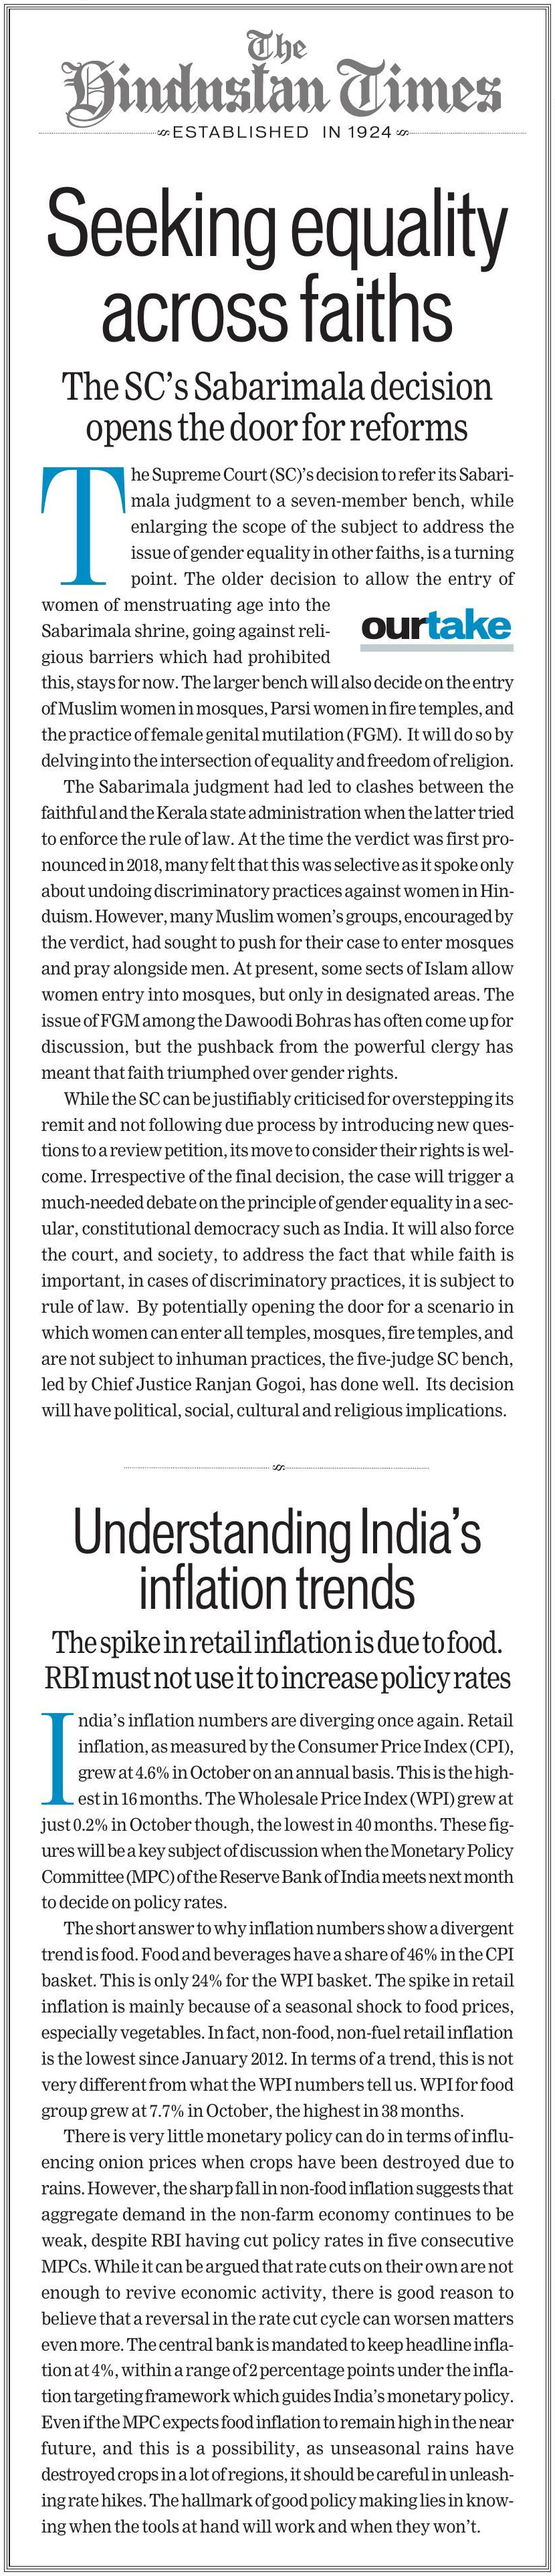 The
Hindustan Times
ESTABLISHED IN 1924
Seeking equality
across faiths
The SC’s Sabarimala decision
opens the door for reforms
The Supreme Court (SC)’s decision to refer its Sabari-
mala judgment to a seven-member bench, while
enlarging the scope of the subject to address the
issue of gender equality in other faiths, is a turning
point. The older decision to allow the entry of
women of menstruating age into the
Sabarimala shrine, going against reli-
gious barriers which had prohibited
ourtake
this, stays for now. The larger bench will also decide on the entry
of Muslim women in mosques, Parsi women in fire temples, and
the practice of female genital mutilation (FGM). It will do so by
delving into the intersection of equality and freedom of religion.
The Sabarimala judgment had led to clashes between the
faithful and the Kerala state administration when the latter tried
to enforce the rule of law. At the time the verdict was first pro-
nounced in 2018, many felt that this was selective as it spoke only
about undoing discriminatory practices against women in Hin-
duism. However, many Muslim women’s groups, encouraged by
the verdict, had sought to push for their case to enter mosques
and pray alongside men. At present, some sects of Islam allow
women entry into mosques, but only in designated areas. The
issue of FGM among the Dawoodi Bohras has often come up for
discussion, but the pushback from the powerful clergy has
meant that faith triumphed over gender rights.
While the SC can be justifiably criticised for overstepping its
remit and not following due process by introducing new ques-
tions to a review petition, its move to consider their rights is wel-
come. Irrespective of the final decision, the case will trigger a
much-needed debate on the principle of gender equality in a sec-
ular, constitutional democracy such as India. It will also force
the court, and society, to address the fact that while faith is
important, in cases of discriminatory practices, it is subject to
rule of law. By potentially opening the door for a scenario in
which women can enter all temples, mosques, fire temples, and
are not subject to inhuman practices, the five-judge SC bench,
led by Chief Justice Ranjan Gogoi, has done well. Its decision
will have political, social, cultural and religious implications.
Understanding India’s
inflation trends
The spike in retail inflation is due to food.
RBI must not use it to increase policy rates
India’s inflation numbers are diverging once again. Retail
inflation, as measured by the Consumer Price Index (CPI),
grew at 4.6% in October on an annual basis. This is the high-
est in 16 months. The Wholesale Price Index (WPI) grew at
just 0.2% in October though, the lowest in 40 months. These fig-
ures will be a key subject of discussion when the Monetary Policy
Committee (MPC) of the Reserve Bank of India meets next month
to decide on policy rates.
The short answer to why inflation numbers show a divergent
trend is food. Food and beverages have a share of 46% in the CPI
basket. This is only 24% for the WPI basket. The spike in retail
inflation is mainly because of a seasonal shock to food prices,
especially vegetables. In fact, non-food, non-fuel retail inflation
is the lowest since January 2012. In terms of a trend, this is not
very different from what the WPI numbers tell us. WPI for food
group grew at 7.7% in October, the highest in 38 months.
There is very little monetary policy can do in terms of influ-
encing onion prices when crops have been destroyed due to
rains. However, the sharp fall in non-food inflation suggests that
aggregate demand in the non-farm economy continues to be
weak, despite RBI having cut policy rates in five consecutive
MPCs. While it can be argued that rate cuts on their own are not
enough to revive economic activity, there is good reason to
believe that a reversal in the rate cut cycle can worsen matters
even more. The central bank is mandated to keep headline infla-
tion at 4%, within a range of 2 percentage points under the infla-
tion targeting framework which guides India’s monetary policy.
Even if the MPC expects food inflation to remain high in the near
future, and this is a possibility, as unseasonal rains have
destroyed crops in a lot of regions, it should be careful in unleash-
ing rate hikes. The hallmark of good policy making lies in know-
ing when the tools at hand will work and when they won’t.